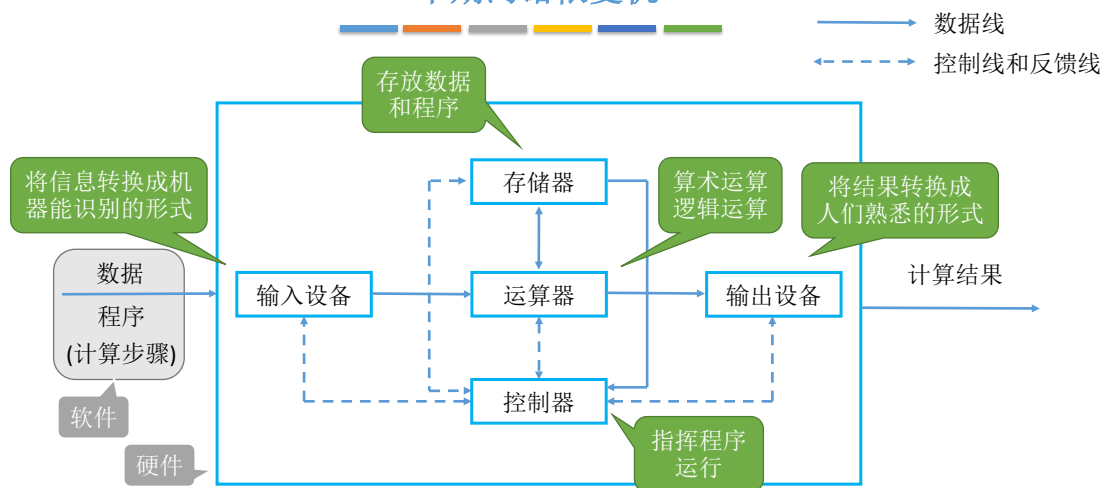 数据线
控制线和反馈线
存放数据
和程序
将信息转换成机
器能识别的形式
存储器
算术运算
逻辑运算
将结果转换成
人们熟悉的形式
数据
程序
(计算步骤)
输入设备
运算器
输出设备
计算结果
控制器
软件
硬件
指挥程序
运行